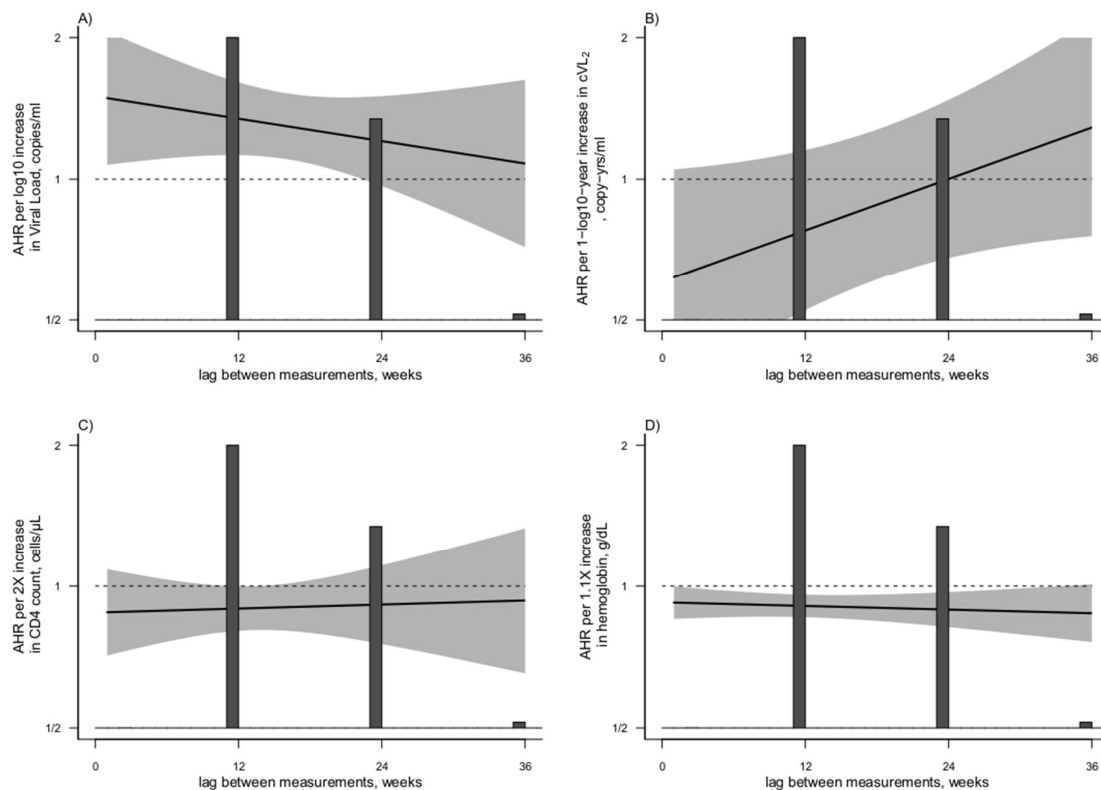 A)
2
1
1/2
AHR per log10 increase
in Viral Load, copies/ml
0
12
24
36
lag between measurements, weeks
B)
2
1
1/2
AHR per 1−log10−year increase in cVL₂
, copy−yrs/ml
0
12
24
36
lag between measurements, weeks
C)
2
1
1/2
AHR per 2X increase
in CD4 count, cells/µL
0
12
24
36
lag between measurements, weeks
D)
2
1
1/2
AHR per 1.1X increase
in hemoglobin, g/dL
0
12
24
36
lag between measurements, weeks